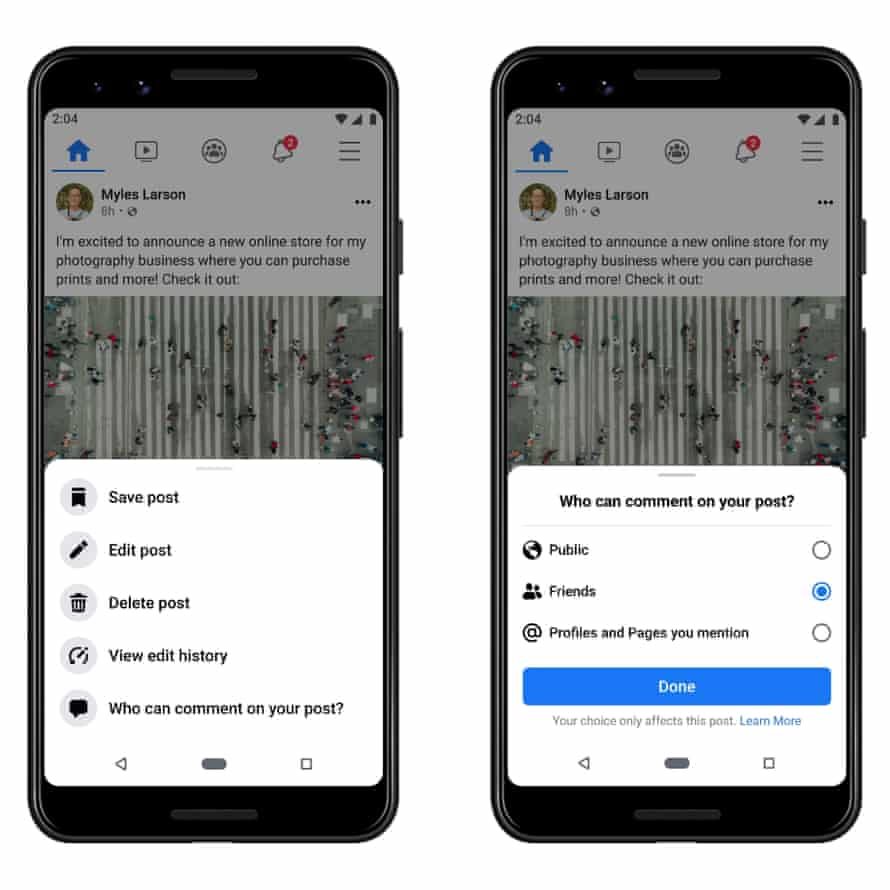 2:04
2
Myles Larson
8h ·
I'm excited to announce a new online store for my
photography business where you can purchase
prints and more! Check it out:
Save post
Edit post
Delete post
View edit history
Who can comment on your post?
2:04
2
Myles Larson
8h ·
I'm excited to announce a new online store for my
photography business where you can purchase
prints and more! Check it out:
Who can comment on your post?
Public
Friends
@ Profiles and Pages you mention
Done
Your choice only affects this post. Learn More